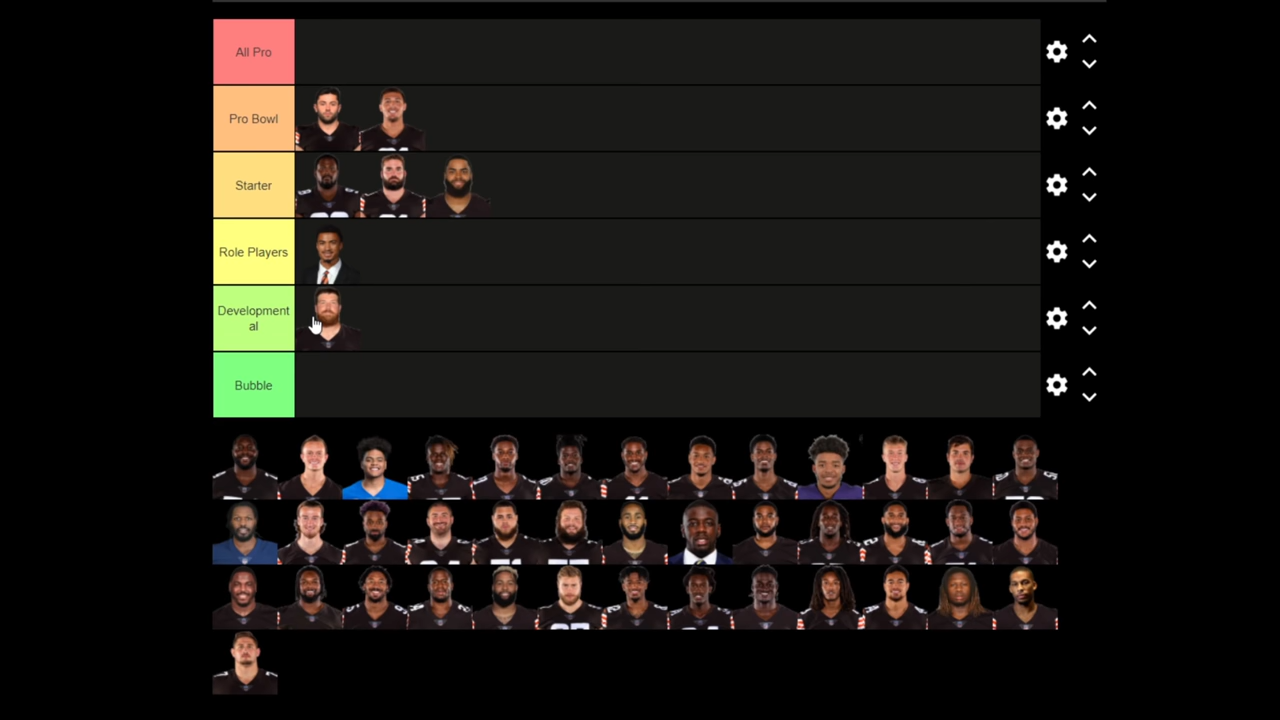 All Pro
Pro Bowl
Starter
Role Players
Development
al
Bubble